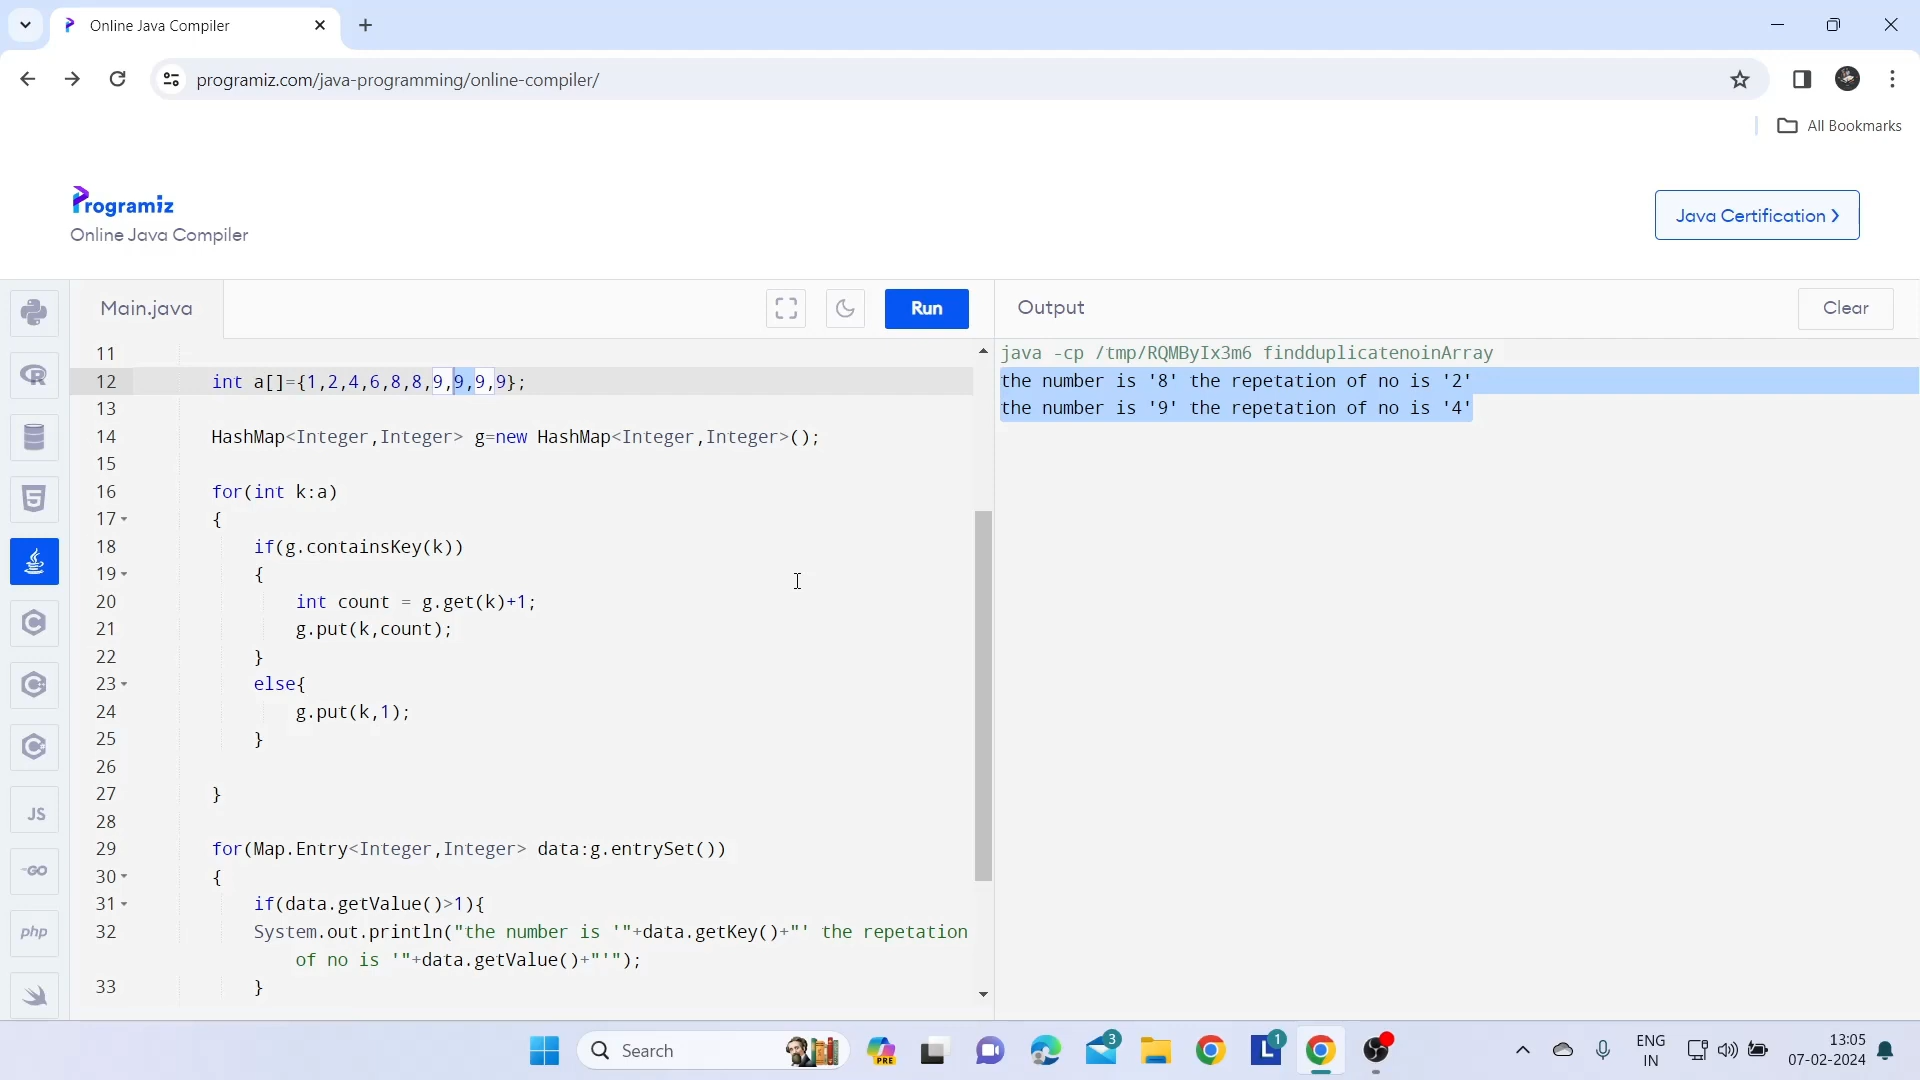 Online Java Compiler
programiz.com/java-programming/online-compiler/
All Bookmarks
Programiz
Online Java Compiler
Java Certification
Main.java
Run
Output
Clear
11
12 int a[]={1,2,4,6,8,8,9,9,9,9};
13
14 HashMap<Integer,Integer> g=new HashMap<Integer,Integer>();
15
16 for(int k:a)
17 {
18 if(g.containsKey(k))
19 {
20 int count = g.get(k)+1;
21 g.put(k,count);
22 }
23 else{
24 g.put(k,1);
25 }
26
27 }
28
29 for(Map.Entry<Integer,Integer> data:g.entrySet())
30 {
31 if(data.getValue()>1){
32 System.out.println("the number is '"+data.getKey()+"' the repetation
of no is '"+data.getValue()+"'");
33 }
java -cp /tmp/RQMByIx3m6 findduplicatenoinArray
the number is '8' the repetation of no is '2'
the number is '9' the repetation of no is '4'
JS
GO
php
Search
PRE
3
L
1
ENG
IN
13:05
07-02-2024